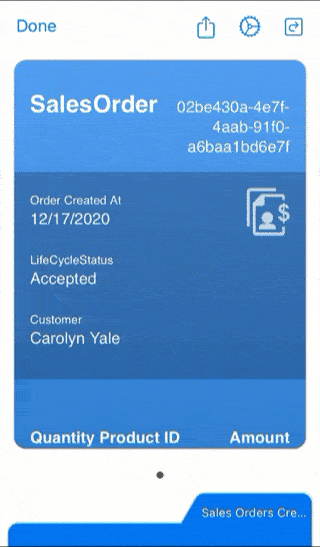 Done
SalesOrder
02be430a-4e7f-
4aab-91f0-
a6baa1bd6e7f
Order Created At
12/17/2020
$
LifeCycleStatus
Accepted
Customer
Carolyn Yale
Quantity Product ID Amount
Sales Orders Cre...